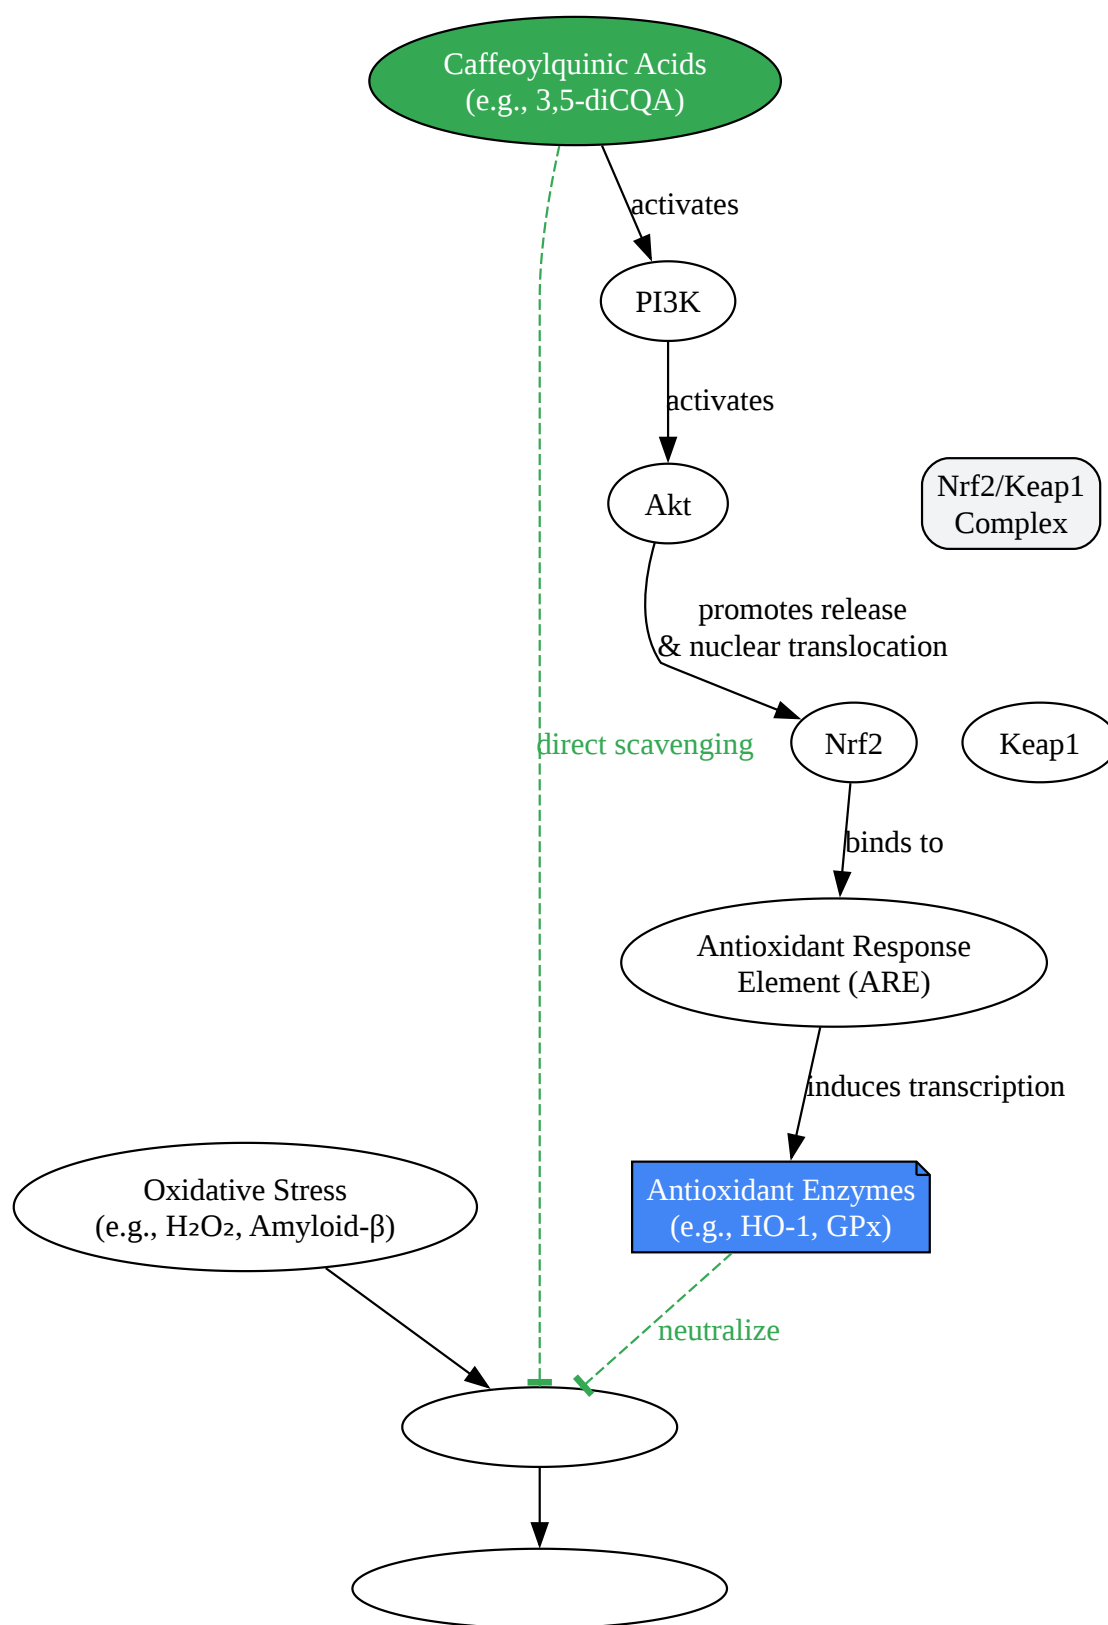 Caffeoylquinic Acids
(e.g., 3,5-diCQA)
activates
PI3K
activates
Akt
Nrf2/Keap1
Complex
promotes release
& nuclear translocation
direct scavenging
Nrf2
Keap1
binds to
Antioxidant Response
Element (ARE)
induces transcription
Oxidative Stress
(e.g., H₂O₂, Amyloid-β)
Antioxidant Enzymes
(e.g., HO-1, GPx)
neutralize